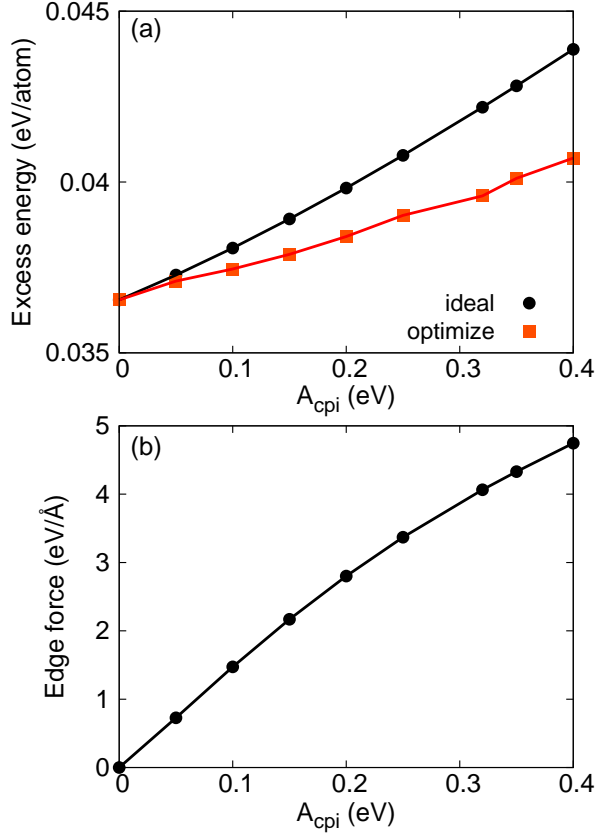 (a)
Excess energy (eV/atom)
0.045
0.04
0.035
ideal
optimize
0 0.1 0.2 0.3 0.4
A_cpi (eV)
(b)
Edge force (eV/Å)
5
4
3
2
1
0
0 0.1 0.2 0.3 0.4
A_cpi (eV)